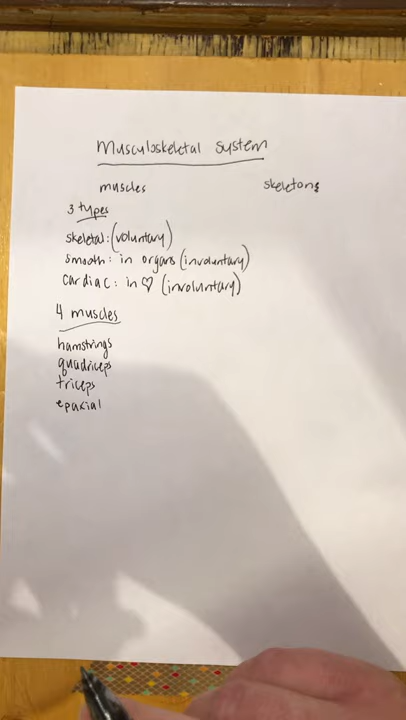 Musculoskeletal system
muscles
skeletons
3 types
skeletal: (voluntary)
smooth: in organs (involuntary)
cardiac: in ♡ (involuntary)
4 muscles
hamstrings
quadriceps
triceps
epaxial